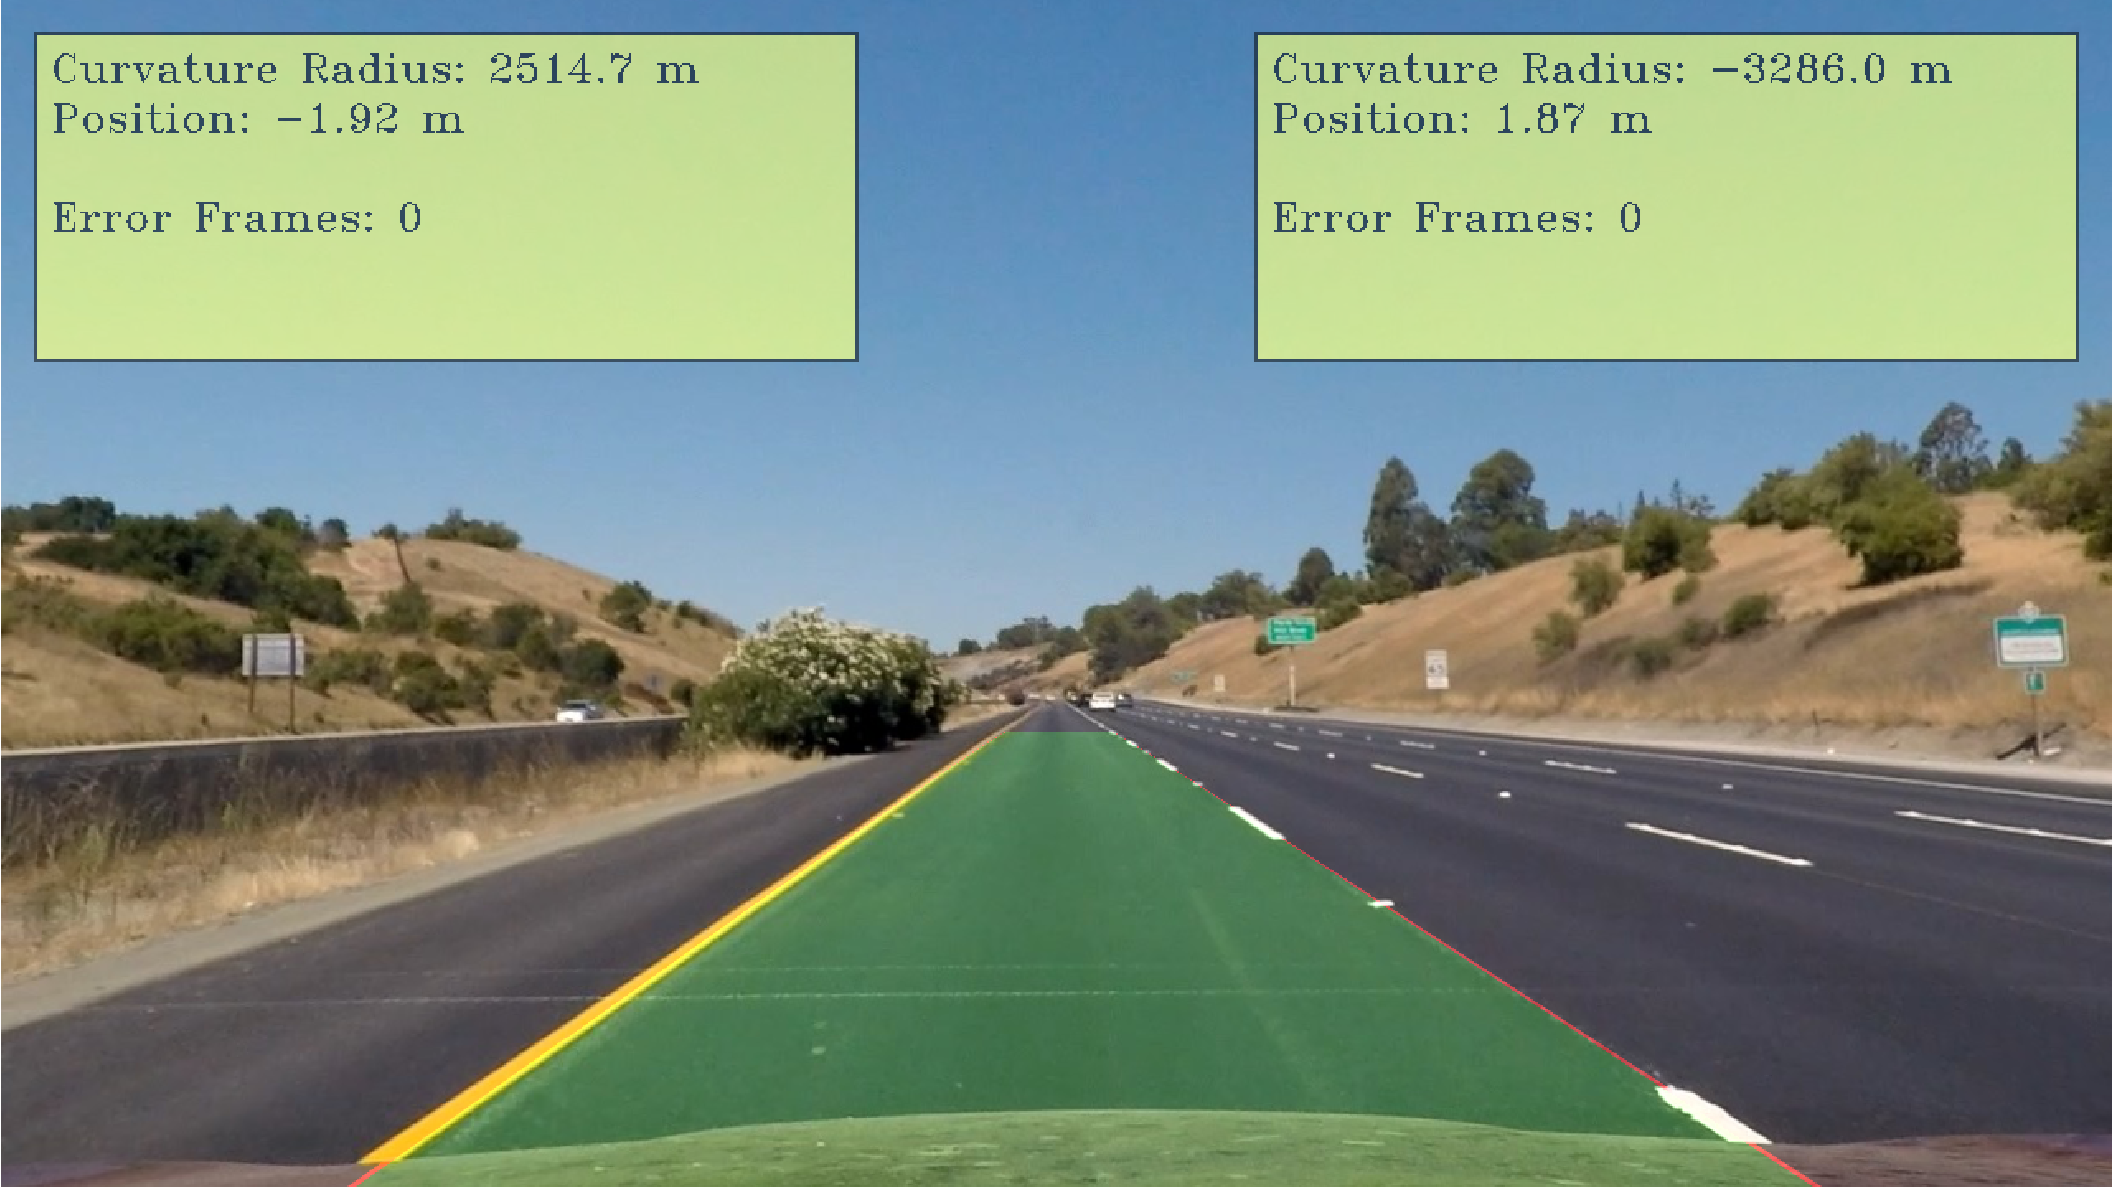 Curvature Radius: 2514.7 m
Position: -1.92 m
Error Frames: 0
Curvature Radius: -3286.0 m
Position: 1.87 m
Error Frames: 0